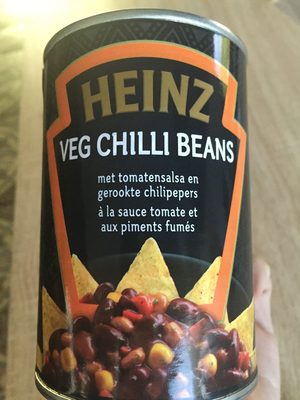 HEINZ
VEG CHILLI BEANS
met tomatensalsa en
gerookte chilipepers
à la sauce tomate et
aux piments fumés